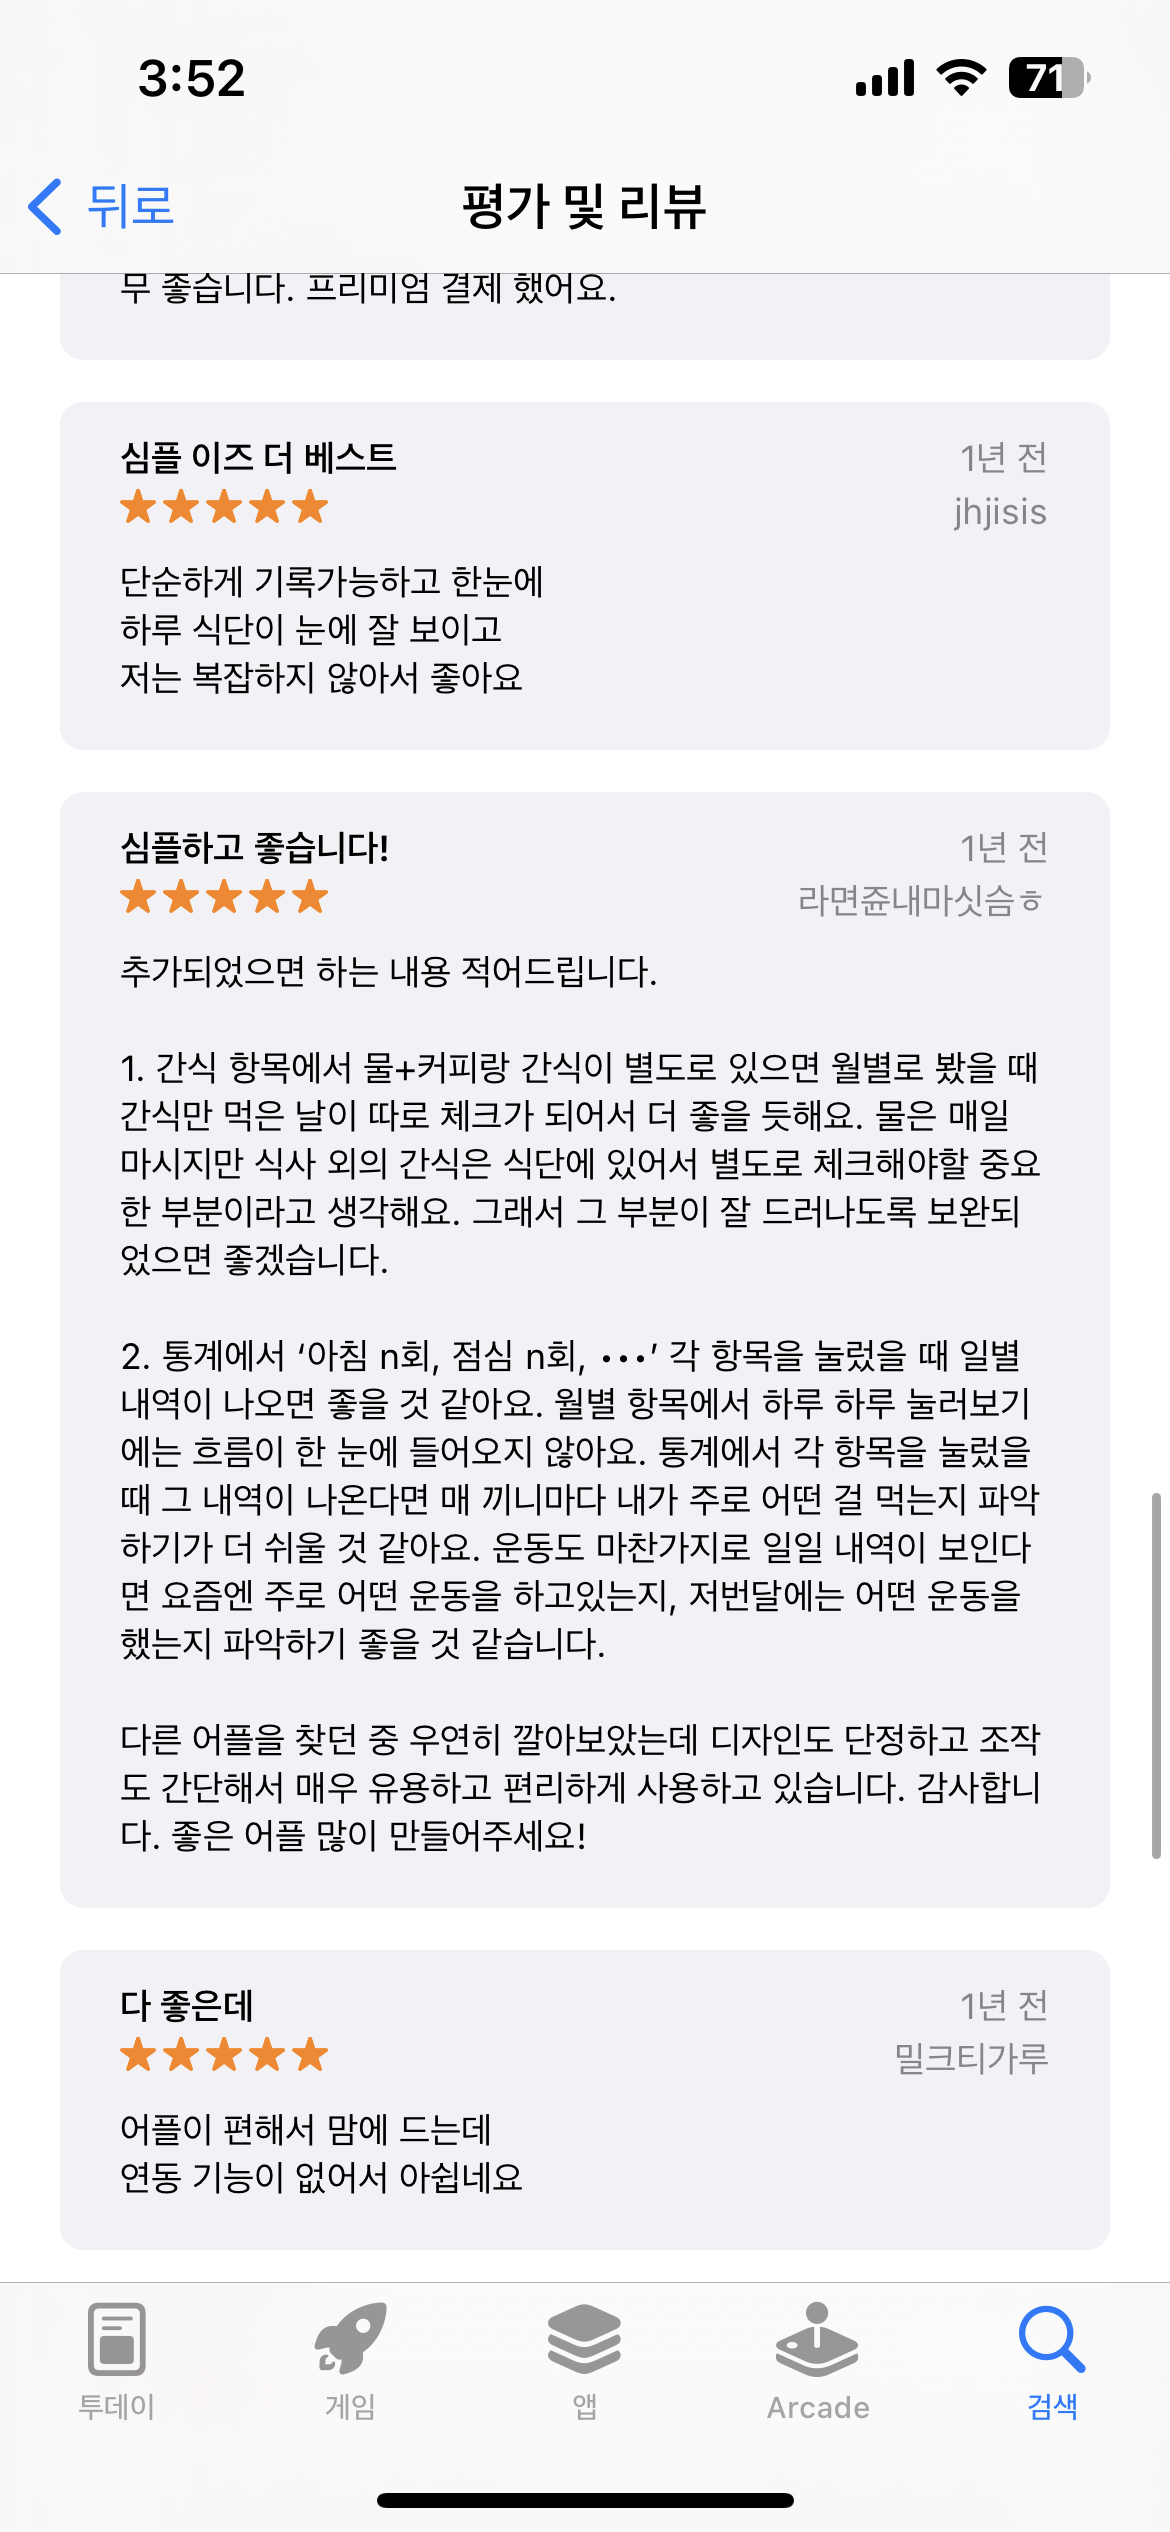 3:52
71
뒤로
평가 및 리뷰
무 좋습니다. 프리미엄 결제 했어요.
심플 이즈 더 베스트
1년 전
jhjisis
단순하게 기록가능하고 한눈에
하루 식단이 눈에 잘 보이고
저는 복잡하지 않아서 좋아요
심플하고 좋습니다!
1년 전
라면쥰내마싯슴ㅎ
추가되었으면 하는 내용 적어드립니다.
1. 간식 항목에서 물+커피랑 간식이 별도로 있으면 월별로 봤을 때
간식만 먹은 날이 따로 체크가 되어서 더 좋을 듯해요. 물은 매일
마시지만 식사 외의 간식은 식단에 있어서 별도로 체크해야할 중요
한 부분이라고 생각해요. 그래서 그 부분이 잘 드러나도록 보완되
었으면 좋겠습니다.
2. 통계에서 ‘아침 n회, 점심 n회, •••’ 각 항목을 눌렀을 때 일별
내역이 나오면 좋을 것 같아요. 월별 항목에서 하루 하루 눌러보기
에는 흐름이 한 눈에 들어오지 않아요. 통계에서 각 항목을 눌렀을
때 그 내역이 나온다면 매 끼니마다 내가 주로 어떤 걸 먹는지 파악
하기가 더 쉬울 것 같아요. 운동도 마찬가지로 일일 내역이 보인다
면 요즘엔 주로 어떤 운동을 하고있는지, 저번달에는 어떤 운동을
했는지 파악하기 좋을 것 같습니다.
다른 어플을 찾던 중 우연히 깔아보았는데 디자인도 단정하고 조작
도 간단해서 매우 유용하고 편리하게 사용하고 있습니다. 감사합니
다. 좋은 어플 많이 만들어주세요!
다 좋은데
1년 전
밀크티가루
어플이 편해서 맘에 드는데
연동 기능이 없어서 아쉽네요
투데이
게임
앱
Arcade
검색